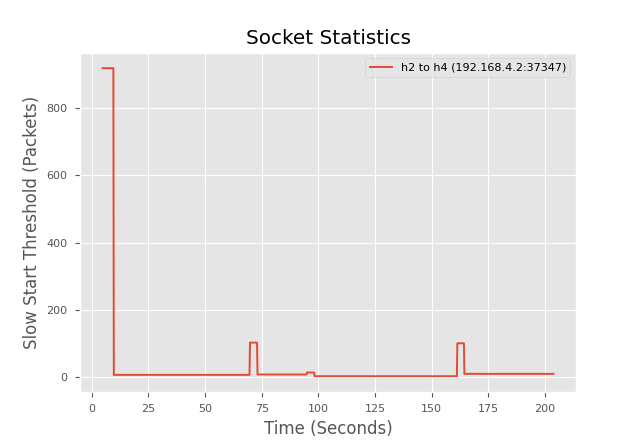 Socket Statistics
h2 to h4 (192.168.4.2:37347)
Slow Start Threshold (Packets)
800
600
400
200
0
0 25 50 75 100 125 150 175 200
Time (Seconds)